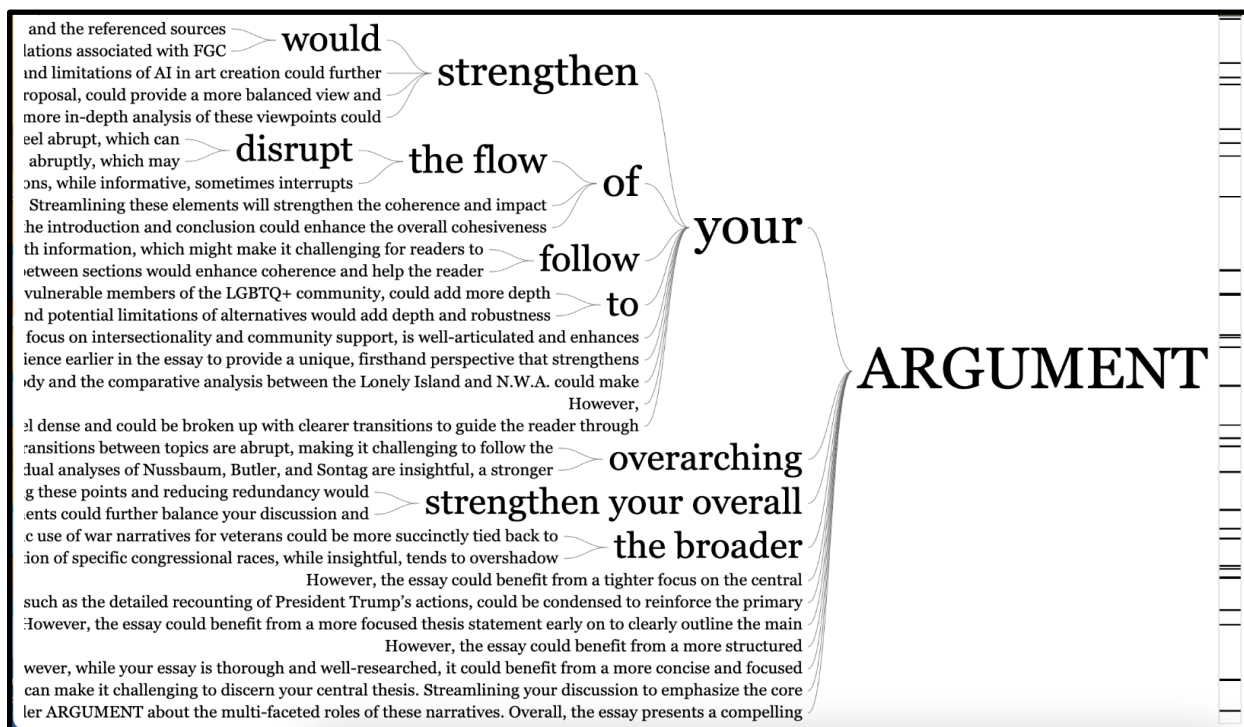 and the referenced sources
lations associated with FGC
would
and limitations of AI in art creation could further
roposal, could provide a more balanced view and
more in-depth analysis of these viewpoints could
strengthen
eel abrupt, which can
abruptly, which may
disrupt
ons, while informative, sometimes interrupts
the flow
Streamlining these elements will strengthen the coherence and impact
he introduction and conclusion could enhance the overall cohesiveness
of
th information, which might make it challenging for readers to
between sections would enhance coherence and help the reader
follow
vulnerable members of the LGBTQ+ community, could add more depth
nd potential limitations of alternatives would add depth and robustness
to
focus on intersectionality and community support, is well-articulated and enhances
ience earlier in the essay to provide a unique, firsthand perspective that strengthens
dy and the comparative analysis between the Lonely Island and N.W.A. could make
However,
el dense and could be broken up with clearer transitions to guide the reader through
your
ransitions between topics are abrupt, making it challenging to follow the
dual analyses of Nussbaum, Butler, and Sontag are insightful, a stronger
overarching
g these points and reducing redundancy would
ents could further balance your discussion and
strengthen your overall
c use of war narratives for veterans could be more succinctly tied back to
ion of specific congressional races, while insightful, tends to overshadow
the broader
However, the essay could benefit from a tighter focus on the central
such as the detailed recounting of President Trump's actions, could be condensed to reinforce the primary
However, the essay could benefit from a more focused thesis statement early on to clearly outline the main
However, the essay could benefit from a more structured
wever, while your essay is thorough and well-researched, it could benefit from a more concise and focused
can make it challenging to discern your central thesis. Streamlining your discussion to emphasize the core
ler ARGUMENT about the multi-faceted roles of these narratives. Overall, the essay presents a compelling
ARGUMENT